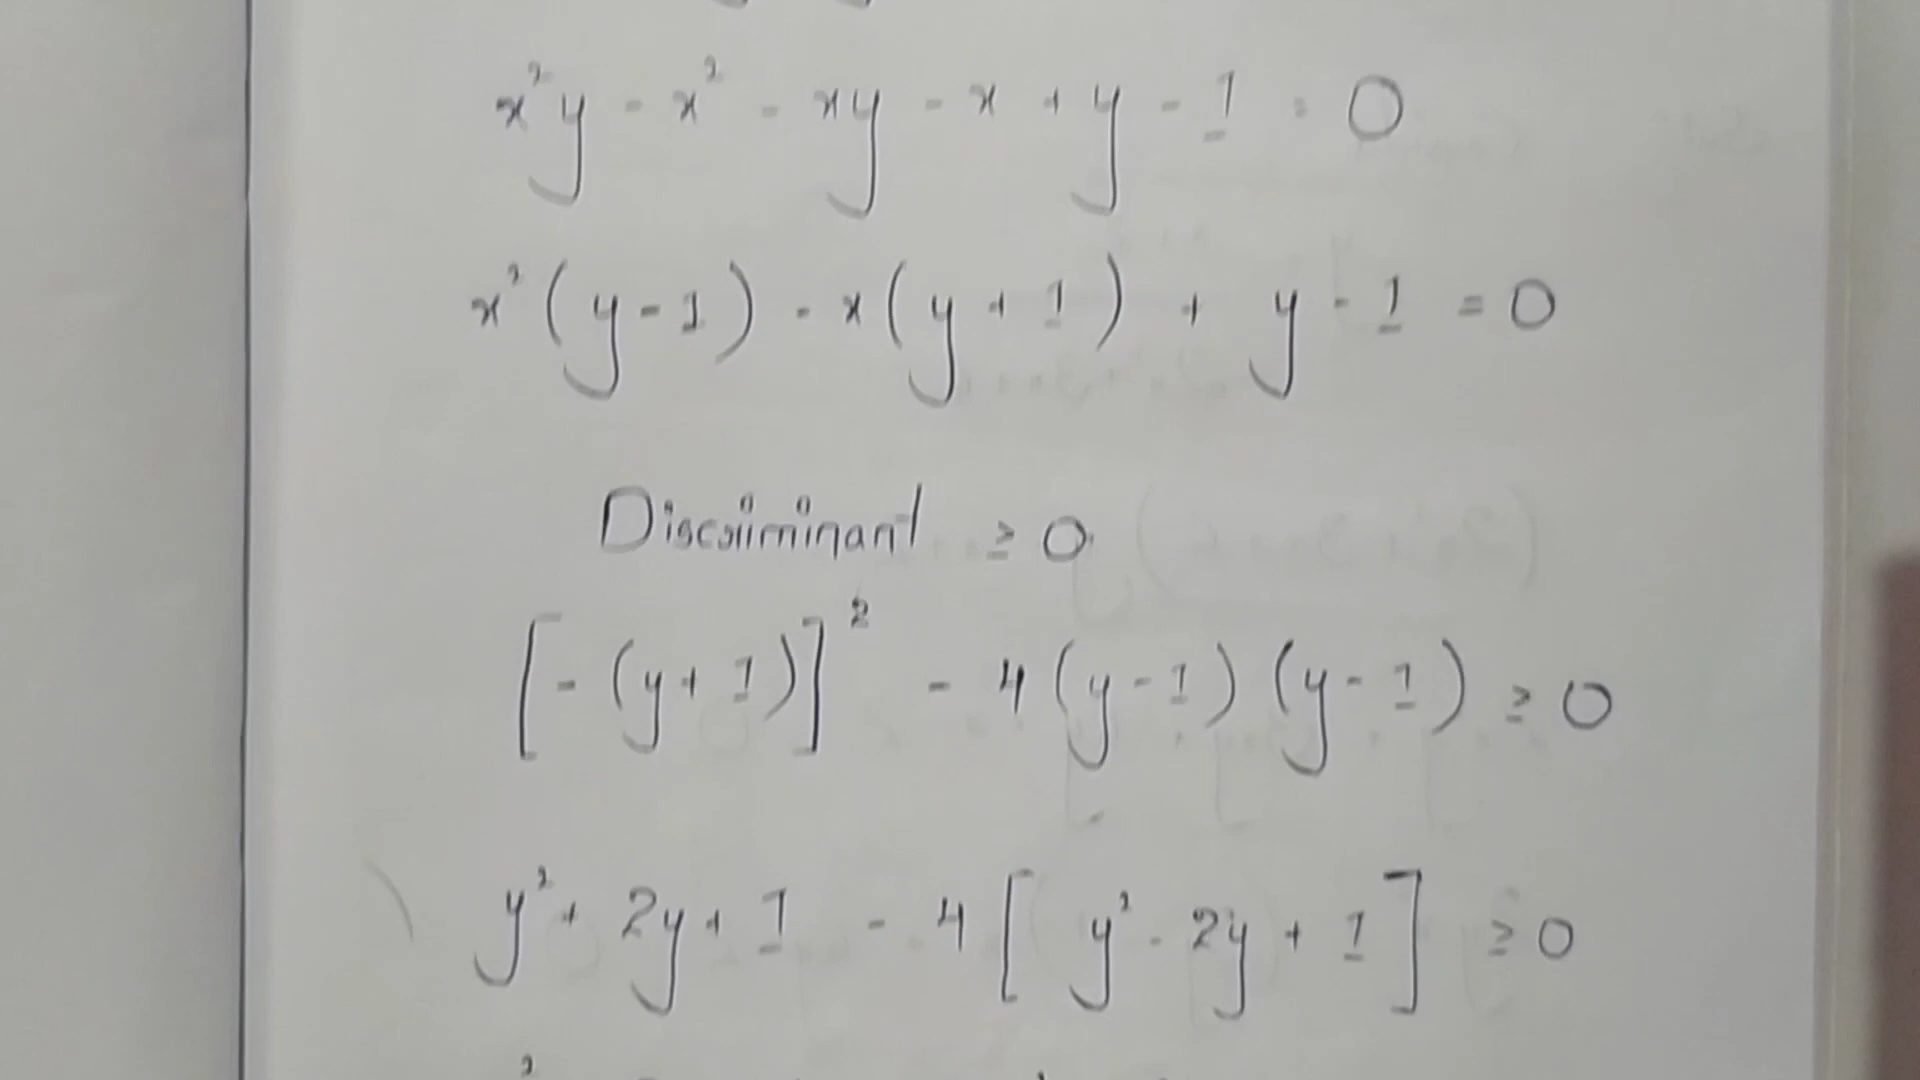 x²y - x² - xy - x + y - 1 = 0
x²(y-1) - x(y+1) + y - 1 = 0
Discriminant ≥ 0
[-(y+1)]² - 4(y-1)(y-1) ≥ 0
y² + 2y + 1 - 4[y² - 2y + 1] ≥ 0